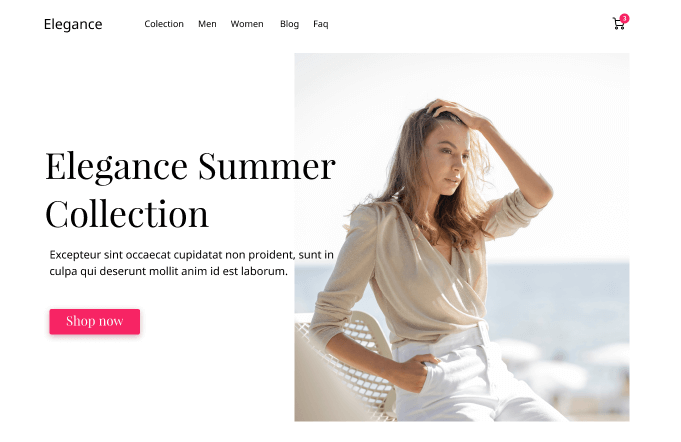 Elegance
Colection Men Women Blog Faq
3
Elegance Summer
Collection
Excepteur sint occaecat cupidatat non proident, sunt in
culpa qui deserunt mollit anim id est laborum.
Shop now